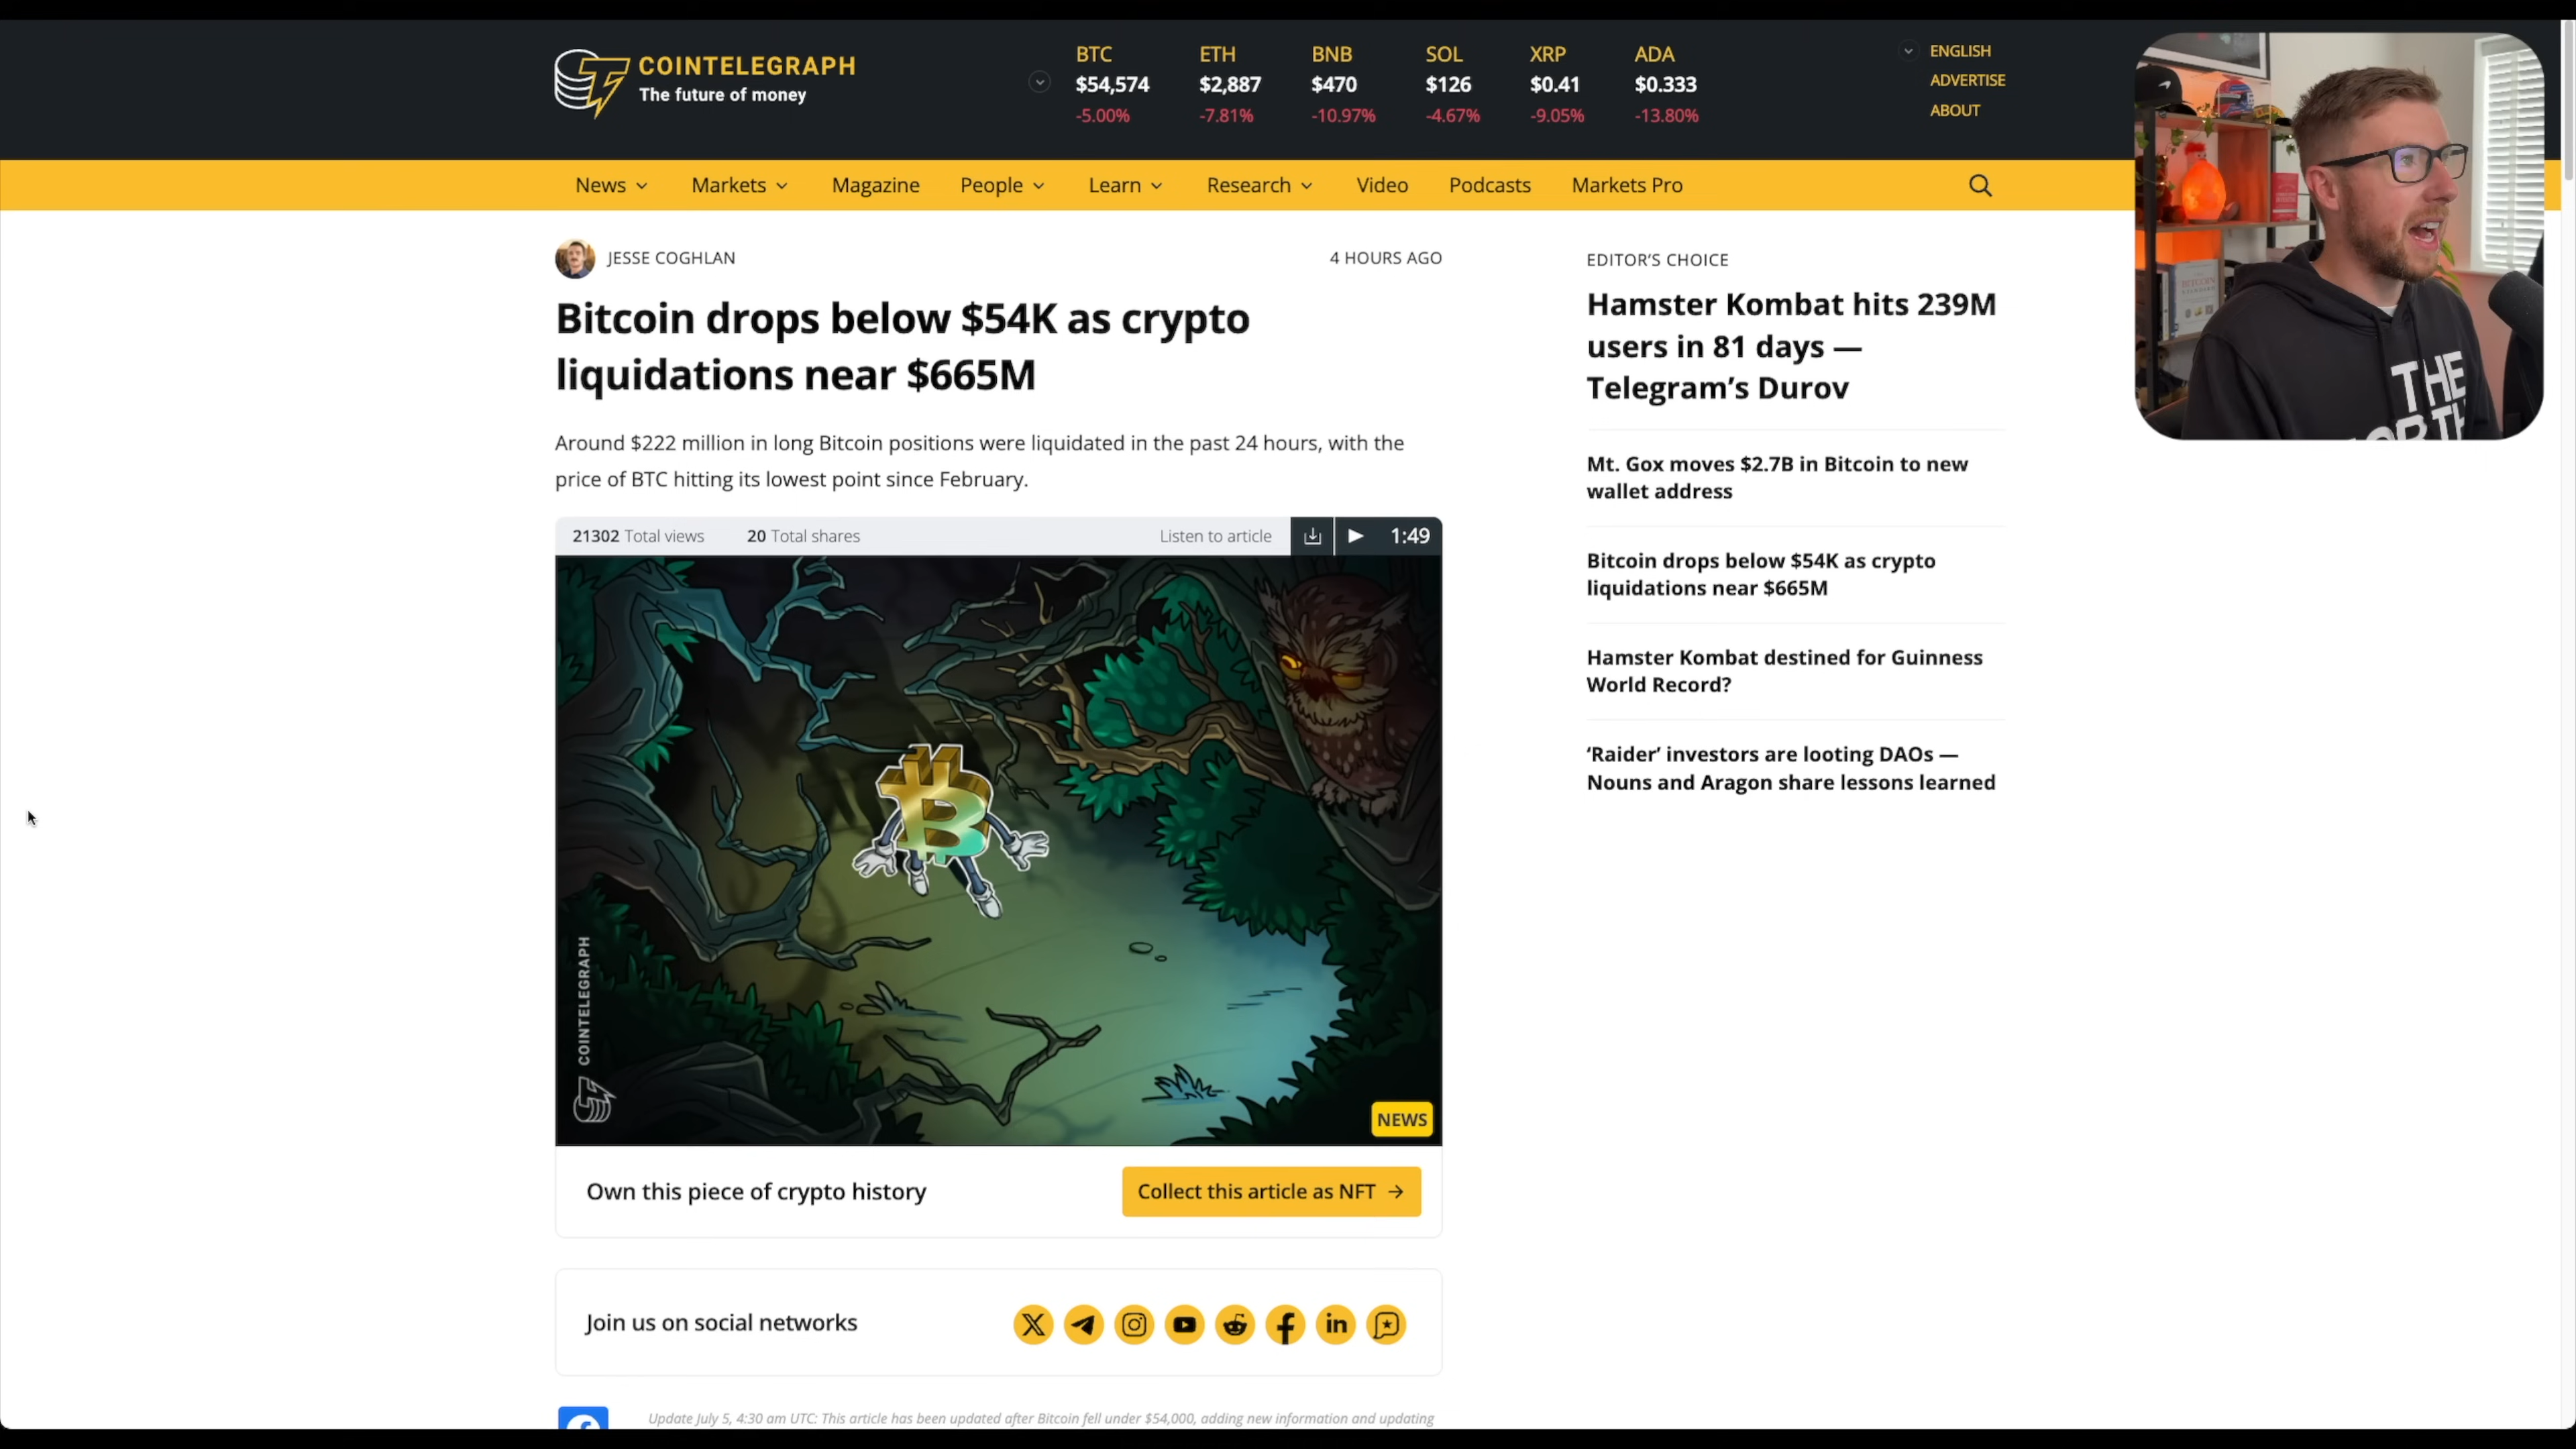 COINTELEGRAPH
The future of money
BTC
$54,574
-5.00%
ETH
$2,887
-7.81%
BNB
$470
-10.97%
SOL
$126
-4.67%
XRP
$0.41
-9.05%
ADA
$0.333
-13.80%
ENGLISH
ADVERTISE
ABOUT
News
Markets
Magazine
People
Learn
Research
Video
Podcasts
Markets Pro
JESSE COGHLAN
4 HOURS AGO
Bitcoin drops below $54K as crypto
liquidations near $665M
Around $222 million in long Bitcoin positions were liquidated in the past 24 hours, with the
price of BTC hitting its lowest point since February.
21302 Total views
20 Total shares
Listen to article
1:49
COINTELEGRAPH
NEWS
Own this piece of crypto history
Collect this article as NFT →
Join us on social networks
Update July 5, 4:30 am UTC: This article has been updated after Bitcoin fell under $54,000, adding new information and updating
EDITOR'S CHOICE
Hamster Kombat hits 239M
users in 81 days —
Telegram's Durov
Mt. Gox moves $2.7B in Bitcoin to new
wallet address
Bitcoin drops below $54K as crypto
liquidations near $665M
Hamster Kombat destined for Guinness
World Record?
‘Raider’ investors are looting DAOs —
Nouns and Aragon share lessons learned
THE